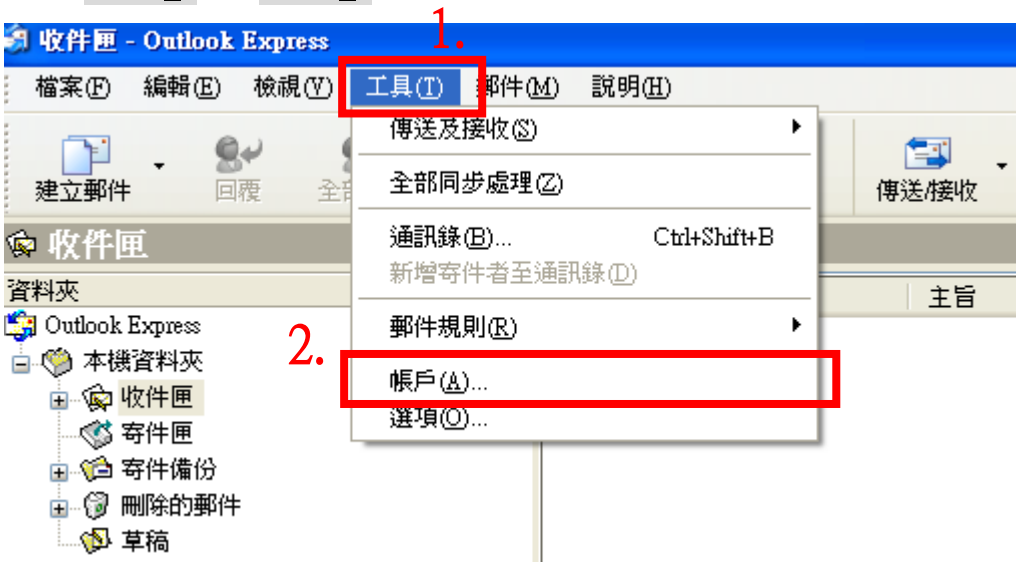 1.
收件匣 - Outlook Express
檔案(F) 編輯(E) 檢視(V) 工具(T) 郵件(M) 說明(H)
傳送及接收(S)
全部同步處理(Z)
通訊錄(B)... Ctrl+Shift+B
新增寄件者至通訊錄(D)
郵件規則(R)
2.
帳戶(A)...
選項(O)...
建立郵件 回覆 全部 傳送/接收
收件匣
資料夾 主旨
Outlook Express
本機資料夾
收件匣
寄件匣
寄件備份
刪除的郵件
草稿